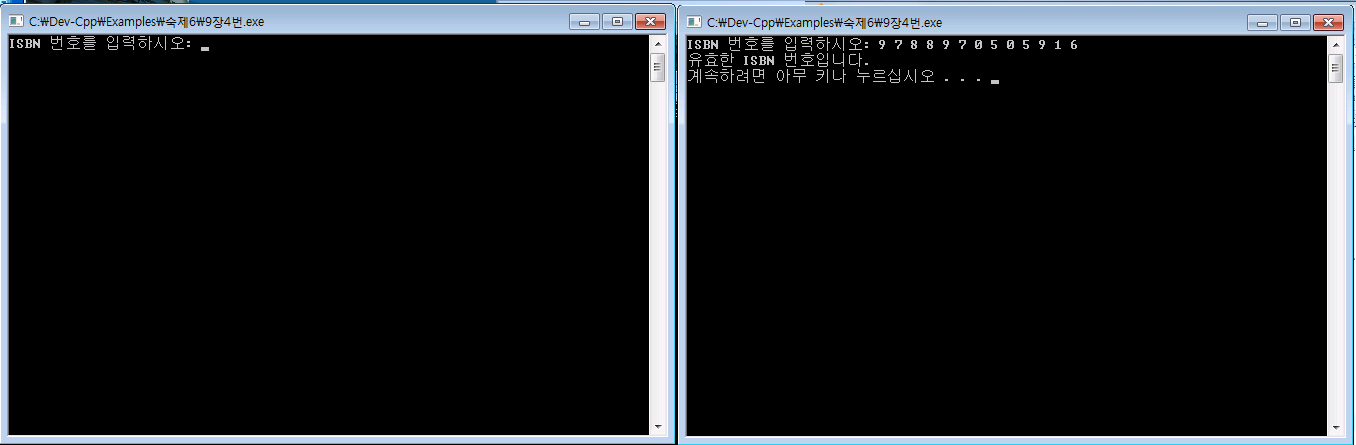 C:₩Dev-Cpp₩Examples₩숙제6₩9장4번.exe
ISBN 번호를 입력하시오:
C:₩Dev-Cpp₩Examples₩숙제6₩9장4번.exe
ISBN 번호를 입력하시오: 9 7 8 8 9 7 0 5 0 5 9 1 6
유효한 ISBN 번호입니다.
계속하려면 아무 키나 누르십시오 . . .